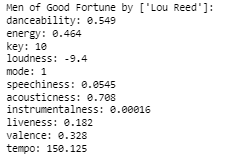 Men of Good Fortune by ['Lou Reed']:
danceability: 0.549
energy: 0.464
key: 10
loudness: -9.4
mode: 1
speechiness: 0.0545
acousticness: 0.708
instrumentalness: 0.00016
liveness: 0.182
valence: 0.328
tempo: 150.125